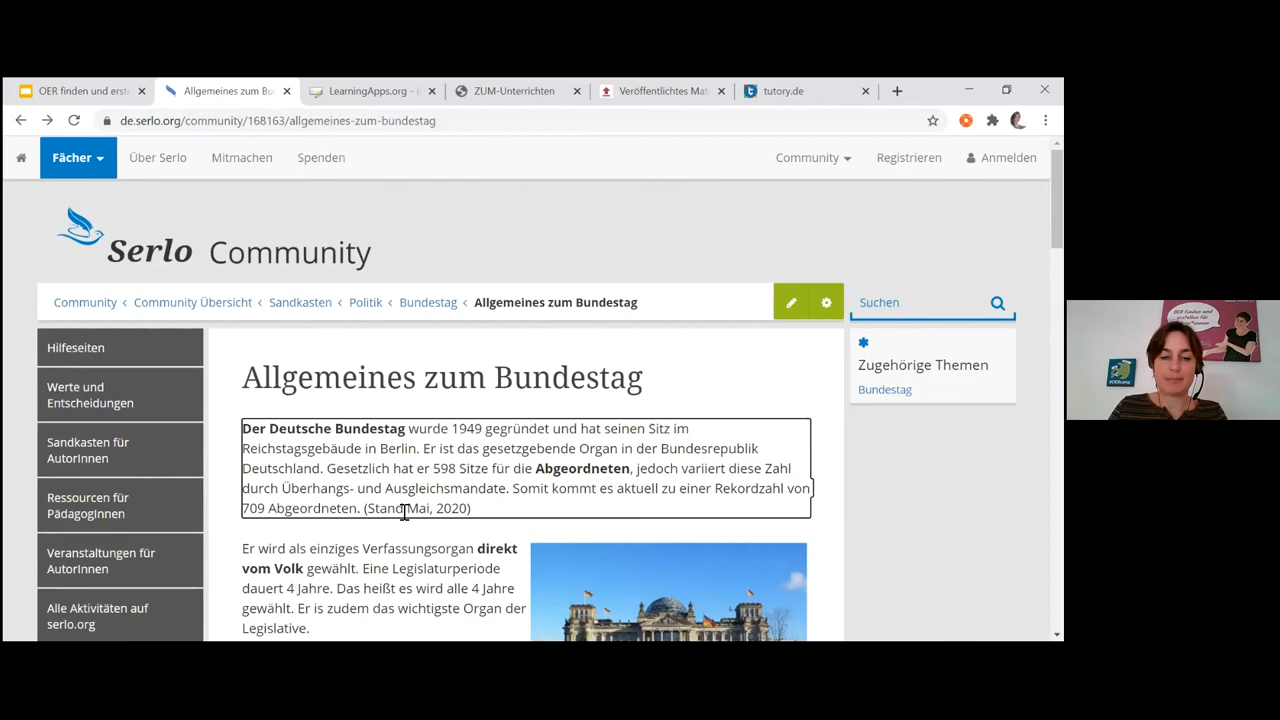 OER finden und erste
Allgemeines zum Bu
LearningApps.org - i
ZUM-Unterrichten
Veröffentlichtes Mat
tutory.de
de.serlo.org/community/168163/allgemeines-zum-bundestag
Fächer
Über Serlo
Mitmachen
Spenden
Community
Registrieren
Anmelden
Serlo Community
Community ‹ Community Übersicht ‹ Sandkasten ‹ Politik ‹ Bundestag ‹ Allgemeines zum Bundestag
Suchen
Hilfeseiten
Werte und
Entscheidungen
Sandkasten für
AutorInnen
Ressourcen für
PädagogInnen
Veranstaltungen für
AutorInnen
Alle Aktivitäten auf
serlo.org
Allgemeines zum Bundestag
Der Deutsche Bundestag wurde 1949 gegründet und hat seinen Sitz im
Reichstagsgebäude in Berlin. Er ist das gesetzgebende Organ in der Bundesrepublik
Deutschland. Gesetzlich hat er 598 Sitze für die Abgeordneten, jedoch variiert diese Zahl
durch Überhangs- und Ausgleichsmandate. Somit kommt es aktuell zu einer Rekordzahl von
709 Abgeordneten. (Stand Mai, 2020)
Er wird als einziges Verfassungsorgan direkt
vom Volk gewählt. Eine Legislaturperiode
dauert 4 Jahre. Das heißt es wird alle 4 Jahre
gewählt. Er is zudem das wichtigste Organ der
Legislative.
Zugehörige Themen
Bundestag
OER finden und
erstellen für